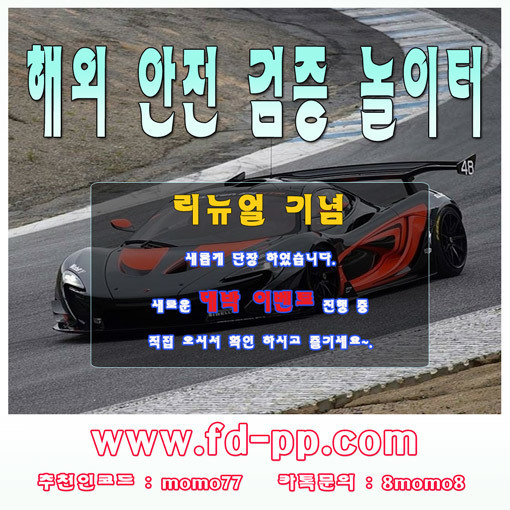 해외 안전 검증 놀이터
48
리뉴얼 기념
새롭게 단장 하였습니다.
새로운 대박 이벤트 진행 중
직접 오시서 확인 하시고 즐기세요~.
www.fd-pp.com
추천인코드 : momo77 카톡문의 : 8momo8